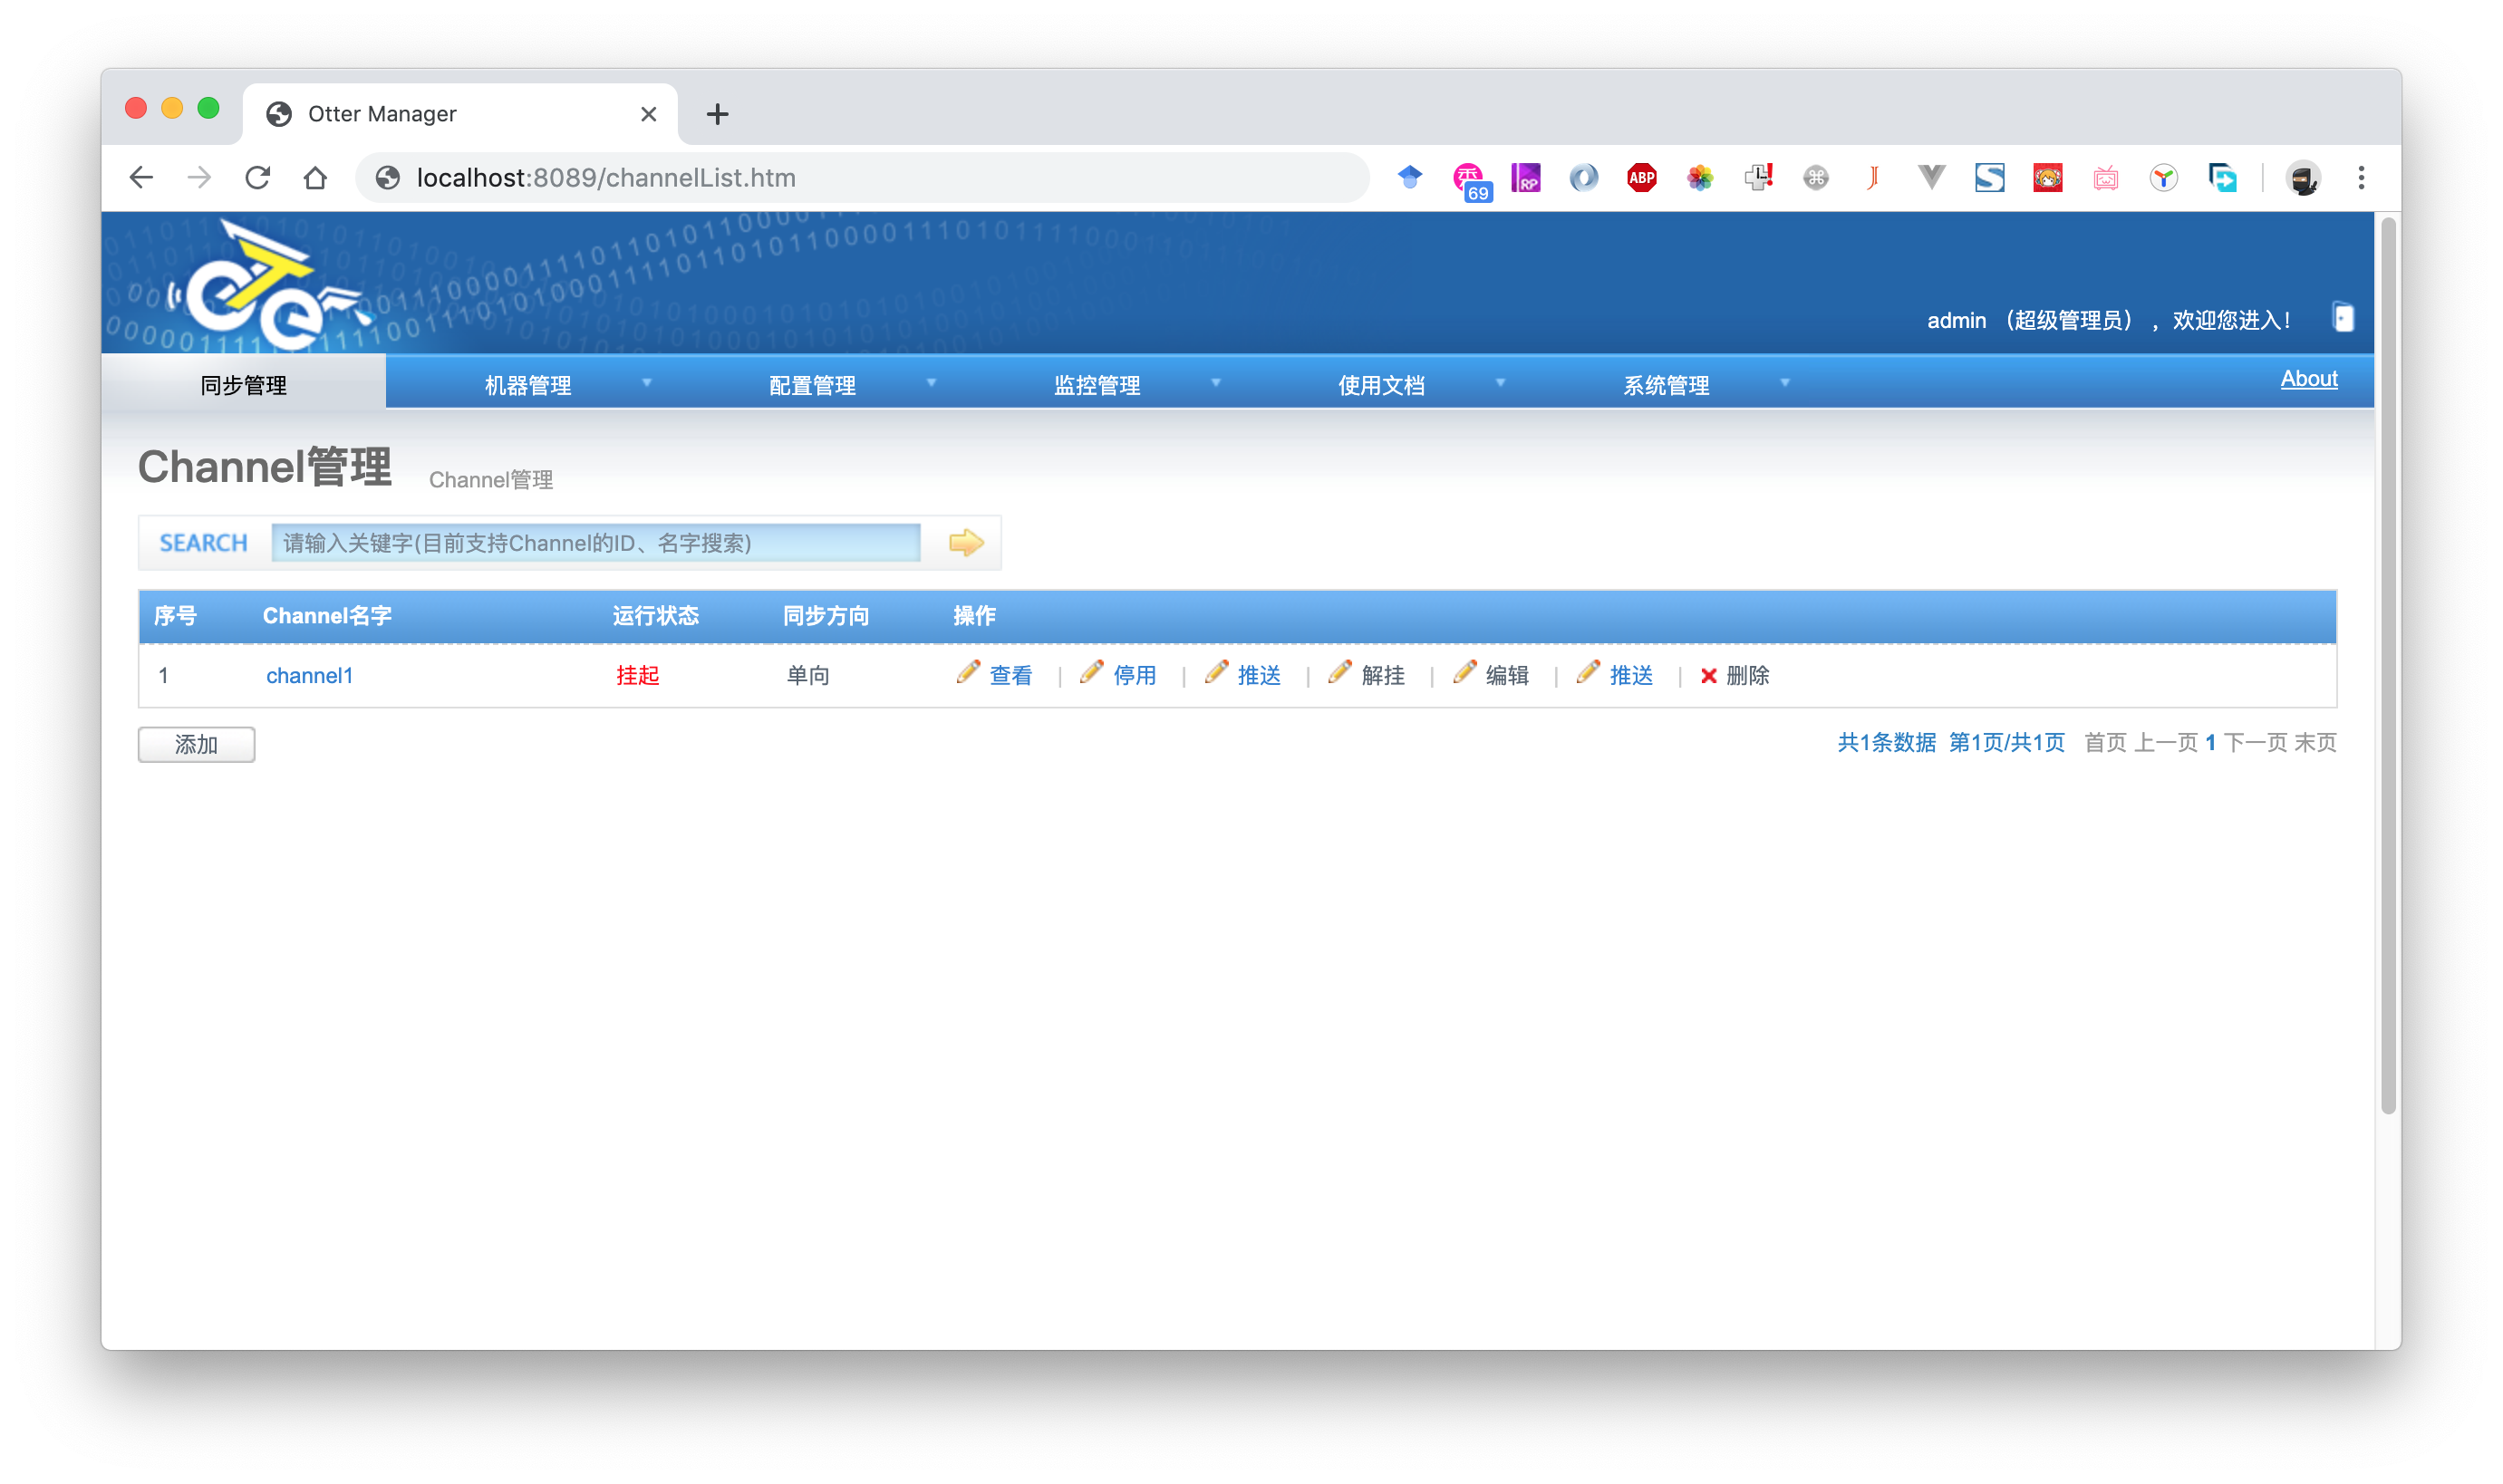 Otter Manager
localhost:8089/channelList.htm
69
RP
ABP
admin （超级管理员） ，欢迎您进入！
同步管理 机器管理 配置管理 监控管理 使用文档 系统管理 About
Channel管理 Channel管理
SEARCH 请输入关键字(目前支持Channel的ID、名字搜索)
序号 Channel名字 运行状态 同步方向 操作
1 channel1 挂起 单向 查看 | 停用 | 推送 | 解挂 | 编辑 | 推送 | 删除
添加 共1条数据 第1页/共1页 首页 上一页 1 下一页 末页